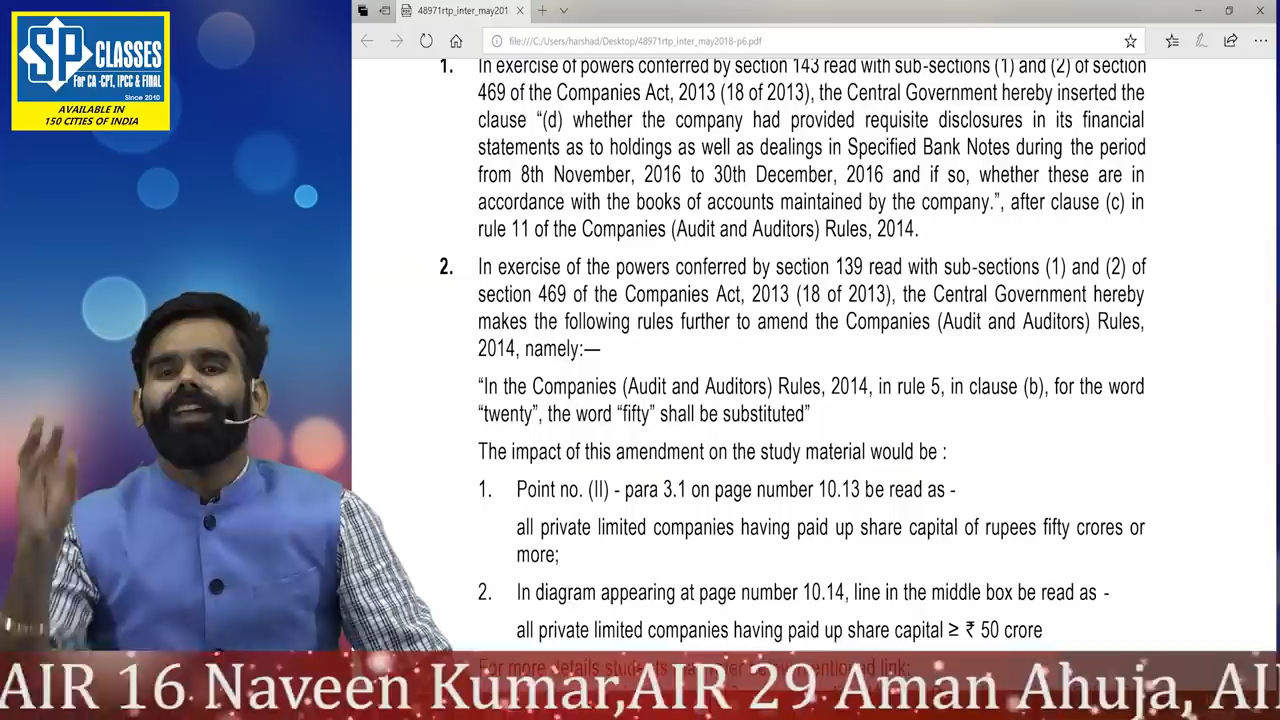 SP CLASSES
For CA -CPT, IPCC & FINAL
Since 2010
AVAILABLE IN
150 CITIES OF INDIA
48971rtp_inter_may201
file:///C:/Users/harshad/Desktop/48971rtp_inter_may2018-p6.pdf
1. In exercise of powers conferred by section 143 read with sub-sections (1) and (2) of section
469 of the Companies Act, 2013 (18 of 2013), the Central Government hereby inserted the
clause “(d) whether the company had provided requisite disclosures in its financial
statements as to holdings as well as dealings in Specified Bank Notes during the period
from 8th November, 2016 to 30th December, 2016 and if so, whether these are in
accordance with the books of accounts maintained by the company.”, after clause (c) in
rule 11 of the Companies (Audit and Auditors) Rules, 2014.
2. In exercise of the powers conferred by section 139 read with sub-sections (1) and (2) of
section 469 of the Companies Act, 2013 (18 of 2013), the Central Government hereby
makes the following rules further to amend the Companies (Audit and Auditors) Rules,
2014, namely:—
“In the Companies (Audit and Auditors) Rules, 2014, in rule 5, in clause (b), for the word
“twenty”, the word “fifty” shall be substituted”
The impact of this amendment on the study material would be :
1. Point no. (II) - para 3.1 on page number 10.13 be read as -
all private limited companies having paid up share capital of rupees fifty crores or
more;
2. In diagram appearing at page number 10.14, line in the middle box be read as -
all private limited companies having paid up share capital ≥ ₹ 50 crore
For more details students
link:
AIR 16 Naveen Kumar,AIR 29 Aman Ahuja, AI